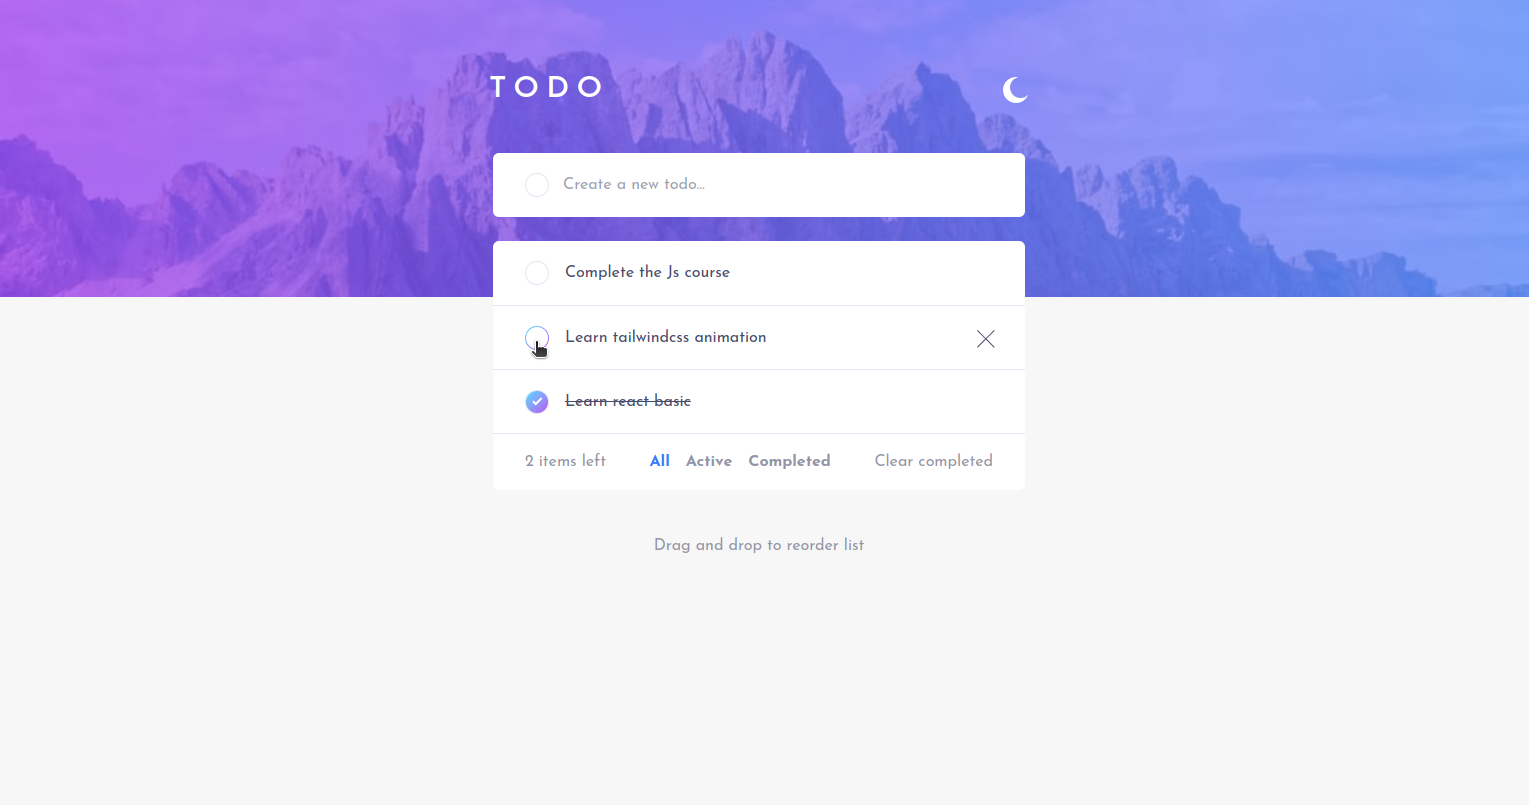 TODO
Create a new todo...
Complete the Js course
Learn tailwindcss animation
Learn react basic
2 items left All Active Completed Clear completed
Drag and drop to reorder list